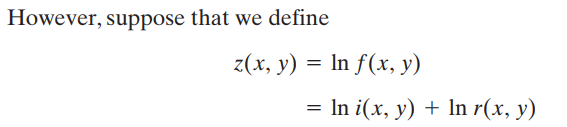 However, suppose that we define
z(x, y) = ln f(x, y)
= ln i(x, y) + ln r(x, y)